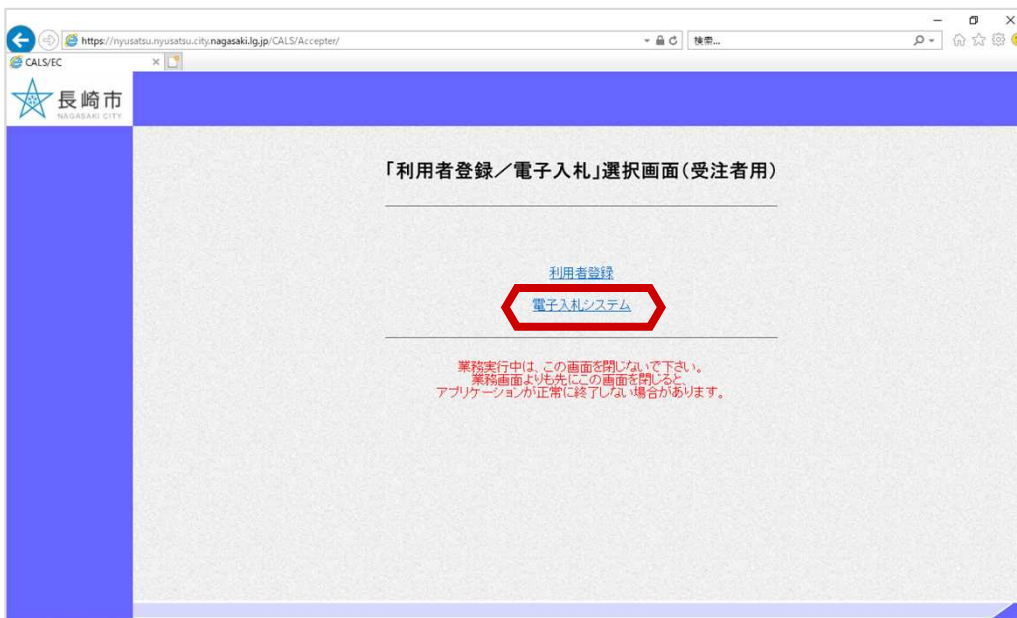 https://nyusatsu.nyusatsu.city.nagasaki.lg.jp/CALS/Accepter/
検索...
CALS/EC
長崎市
NAGASAKI CITY
「利用者登録／電子入札」選択画面(受注者用)
利用者登録
電子入札システム
業務実行中は、この画面を閉じないで下さい。
業務画面よりも先にこの画面を閉じると、
アプリケーションが正常に終了しない場合があります。